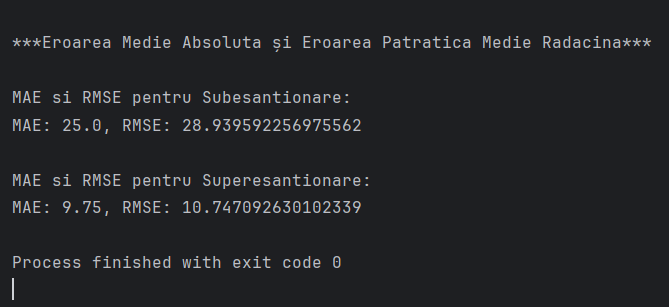 ***Eroarea Medie Absoluta și Eroarea Patratica Medie Radacina***
MAE si RMSE pentru Subesantionare:
MAE: 25.0, RMSE: 28.939592256975562
MAE si RMSE pentru Superesantionare:
MAE: 9.75, RMSE: 10.747092630102339
Process finished with exit code 0